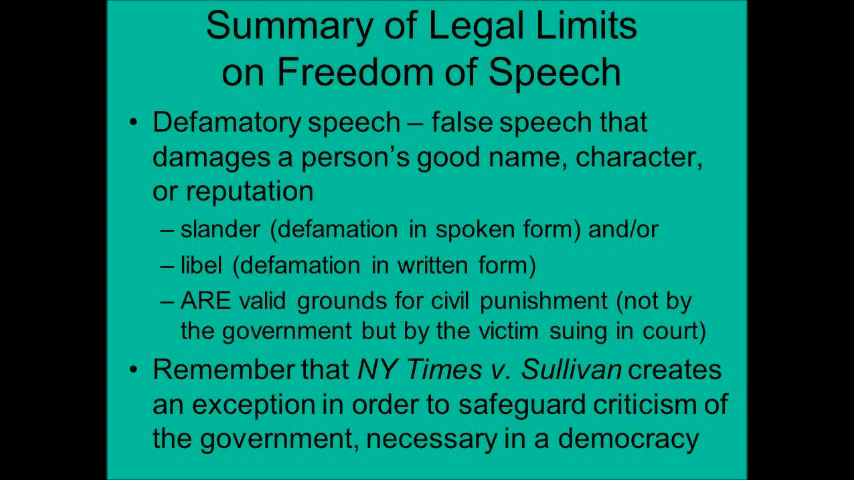 Summary of Legal Limits
on Freedom of Speech
• Defamatory speech – false speech that
damages a person’s good name, character,
or reputation
– slander (defamation in spoken form) and/or
– libel (defamation in written form)
– ARE valid grounds for civil punishment (not by
the government but by the victim suing in court)
• Remember that NY Times v. Sullivan creates
an exception in order to safeguard criticism of
the government, necessary in a democracy